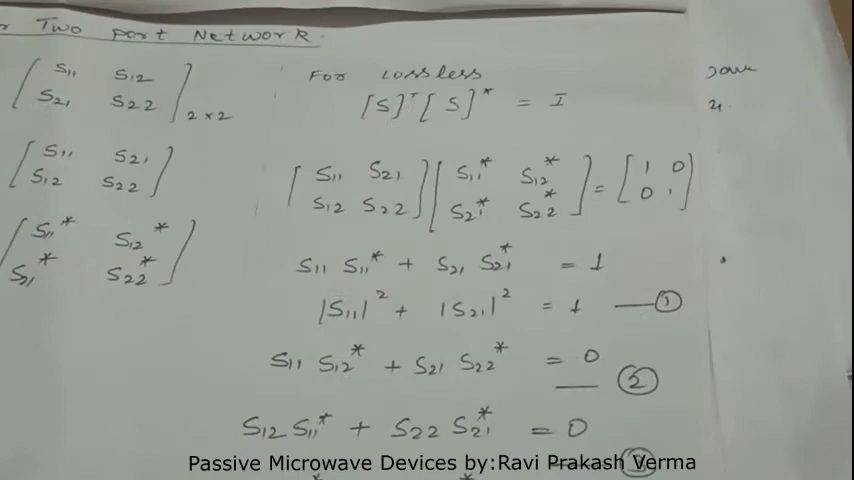 Two port Network
[S11 S12
S21 S22] 2×2
[S11 S21
S12 S22]
[S11* S12*
S21* S22*]
For Lossless
[S]ᵀ [S]* = I
[S11 S21
S12 S22] [S11* S12*
S21* S22*] = [1 0
0 1]
S11 S11* + S21 S21* = 1
|S11|² + |S21|² = 1 —①
S11 S12* + S21 S22* = 0 —②
S12 S11* + S22 S21* = 0
Passive Microwave Devices by:Ravi Prakash Verma